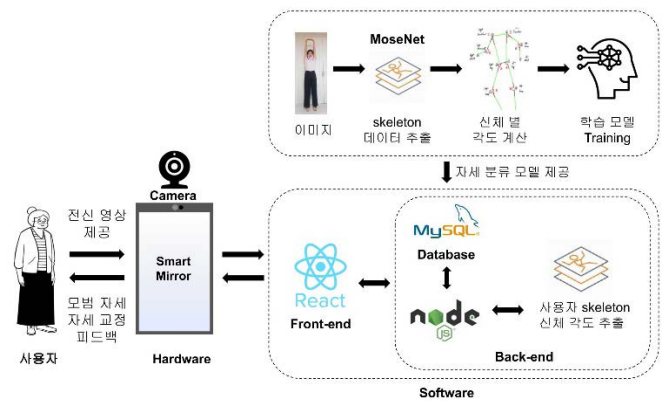 MoseNet
이미지
skeleton
데이터 추출
신체 별
각도 계산
학습 모델
Training
자세 분류 모델 제공
Camera
전신 영상
제공
Smart
Mirror
모범 자세
자세 교정
피드백
사용자
Hardware
React
Front-end
MySQL
Database
node
JS
사용자 skeleton
신체 각도 추출
Back-end
Software